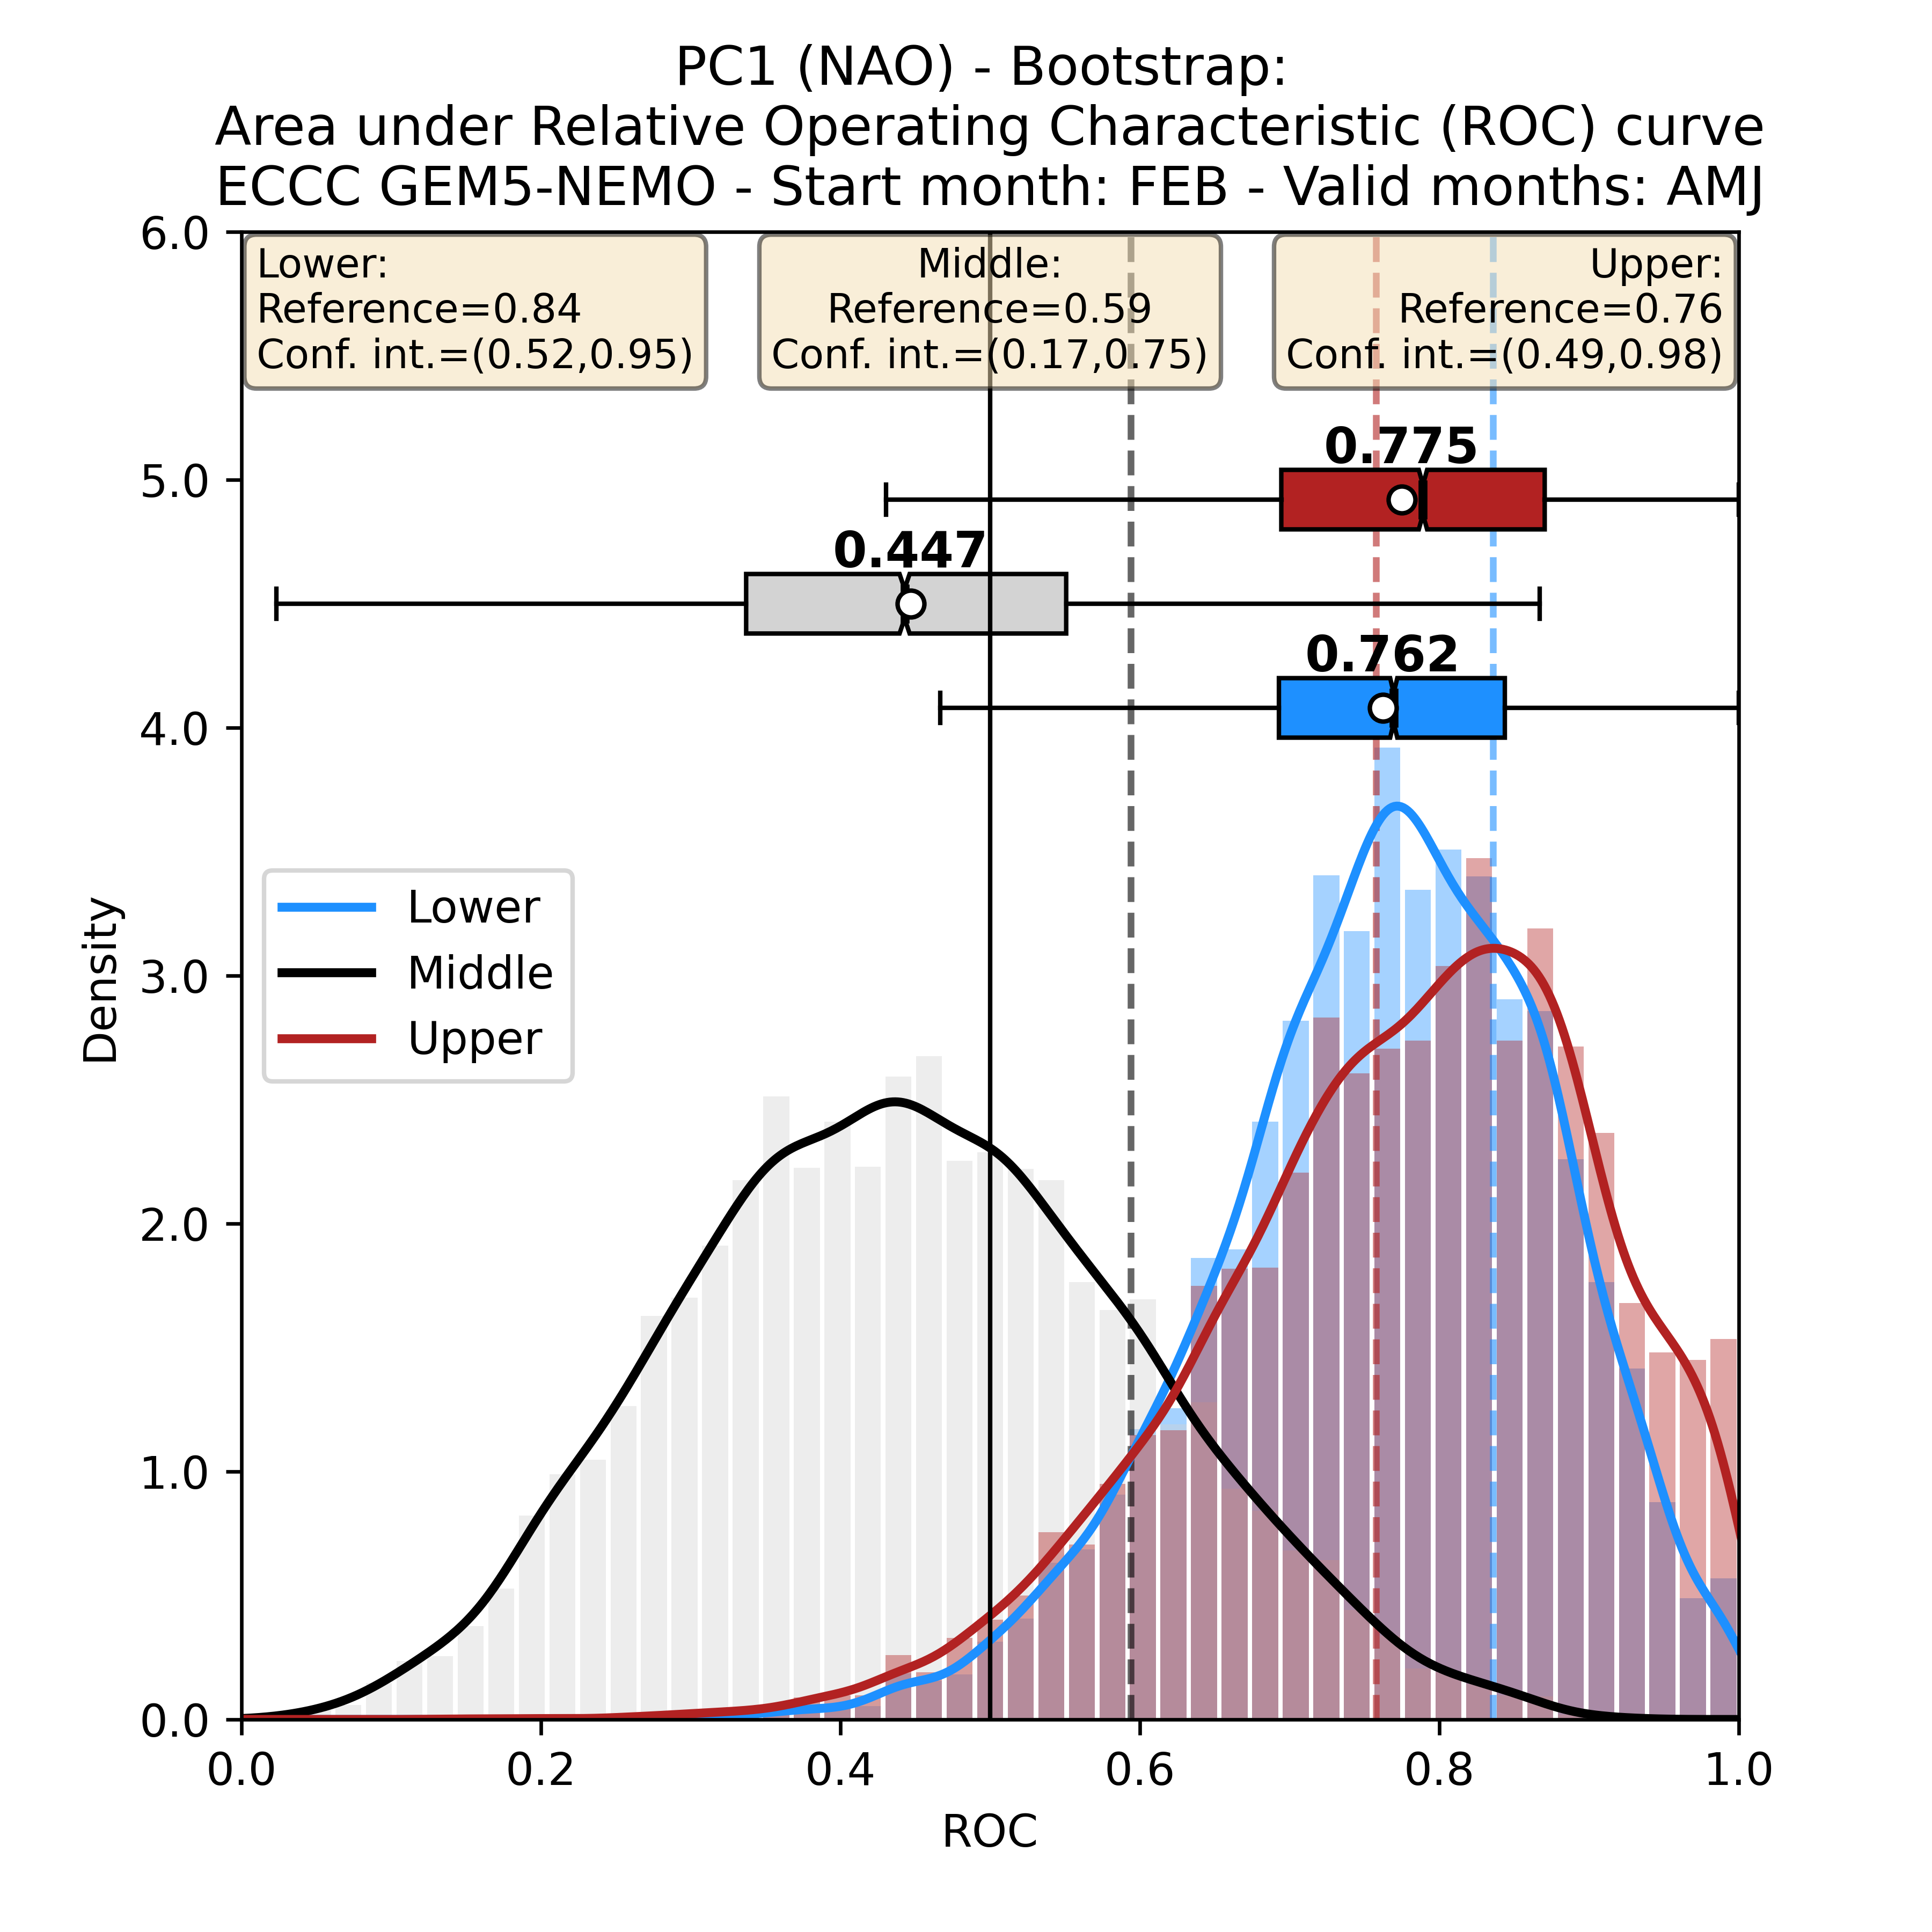 PC1 (NAO) - Bootstrap:
Area under Relative Operating Characteristic (ROC) curve
ECCC GEM5-NEMO - Start month: FEB - Valid months: AMJ
Lower:
Reference=0.84
Conf. int.=(0.52,0.95)
Middle:
Reference=0.59
Conf. int.=(0.17,0.75)
Upper:
Reference=0.76
Conf. int.=(0.49,0.98)
0.775
0.447
0.762
Lower
Middle
Upper
Density
6.0
5.0
4.0
3.0
2.0
1.0
0.0
0.0 0.2 0.4 0.6 0.8 1.0
ROC